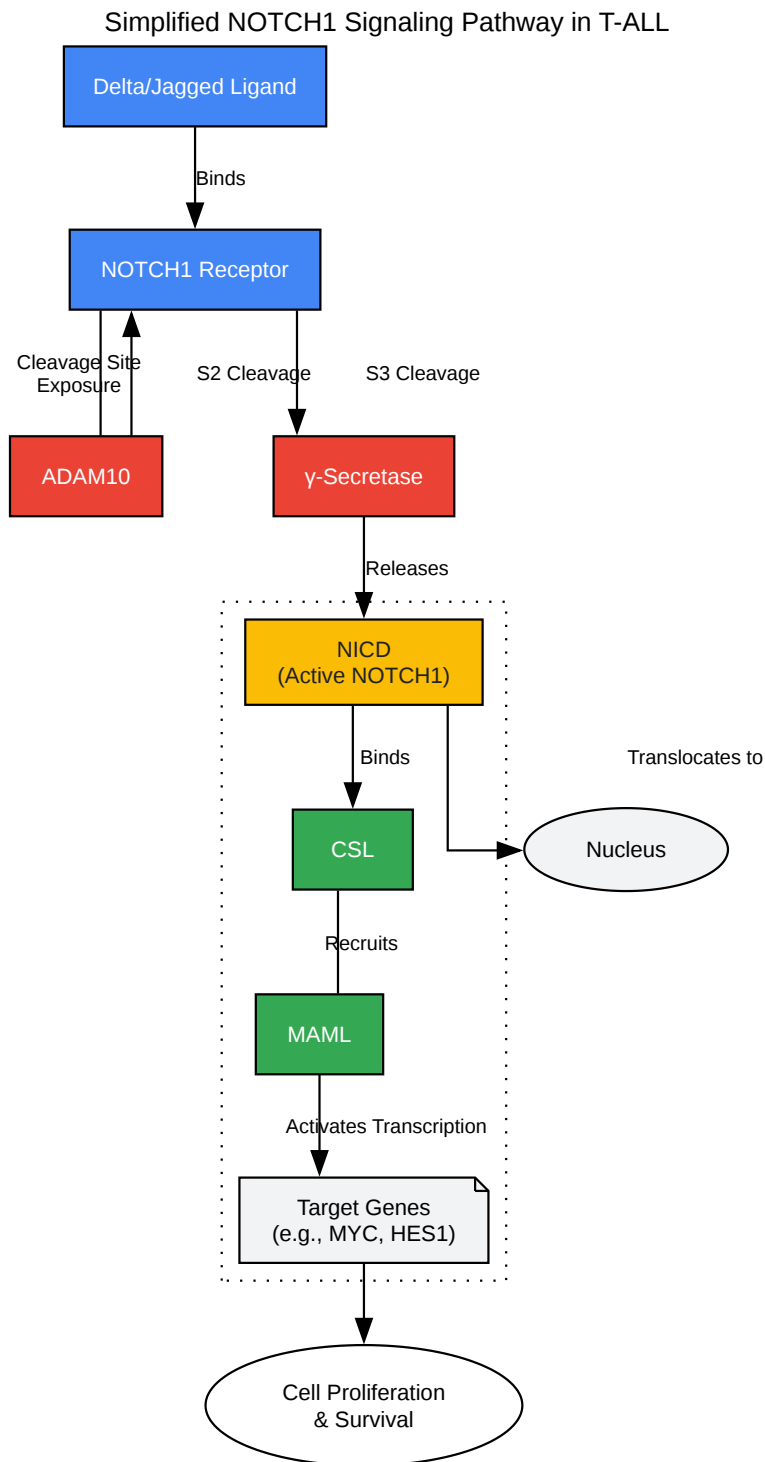 Simplified NOTCH1 Signaling Pathway in T-ALL
Delta/Jagged Ligand
Binds
NOTCH1 Receptor
Cleavage Site
Exposure
S2 Cleavage
S3 Cleavage
ADAM10
γ-Secretase
Releases
NICD
(Active NOTCH1)
Binds
Translocates to
CSL
Nucleus
Recruits
MAML
Activates Transcription
Target Genes
(e.g., MYC, HES1)
Cell Proliferation
& Survival